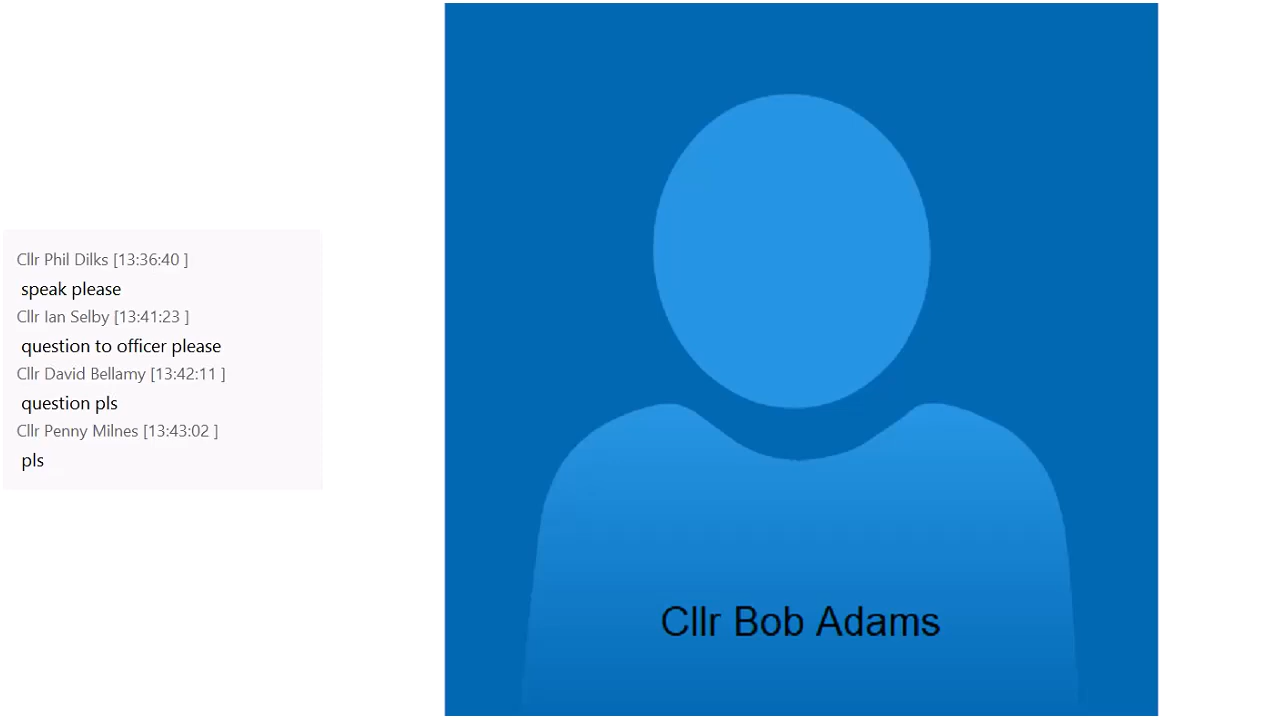 Cllr Phil Dilks [13:36:40 ]
speak please
Cllr Ian Selby [13:41:23 ]
question to officer please
Cllr David Bellamy [13:42:11 ]
question pls
Cllr Penny Milnes [13:43:02 ]
pls
Cllr Bob Adams